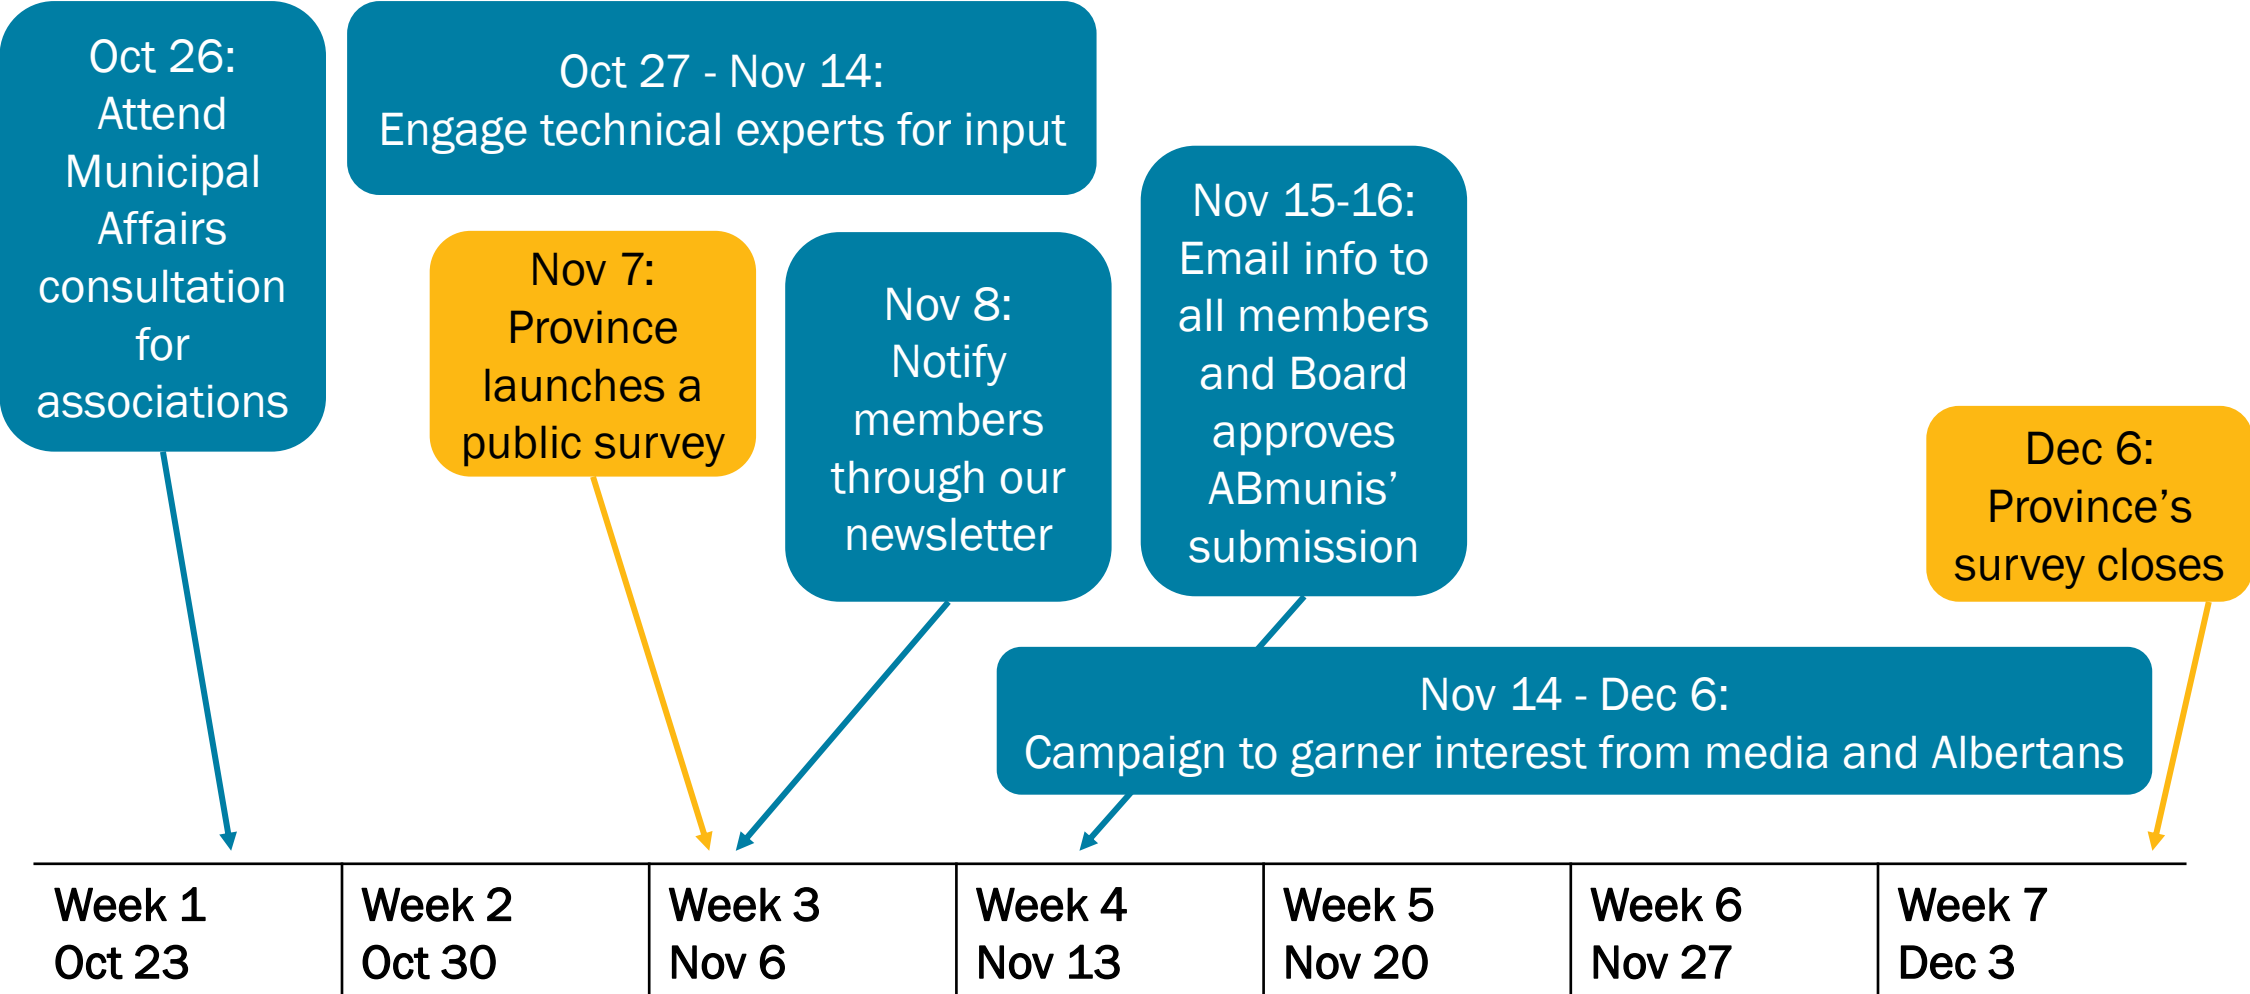 Oct 26:
Attend
Municipal
Affairs
consultation
for
associations
Oct 27 - Nov 14:
Engage technical experts for input
Nov 7:
Province
launches a
public survey
Nov 8:
Notify
members
through our
newsletter
Nov 15-16:
Email info to
all members
and Board
approves
ABmunis’
submission
Dec 6:
Province’s
survey closes
Nov 14 - Dec 6:
Campaign to garner interest from media and Albertans
Week 1
Oct 23
Week 2
Oct 30
Week 3
Nov 6
Week 4
Nov 13
Week 5
Nov 20
Week 6
Nov 27
Week 7
Dec 3